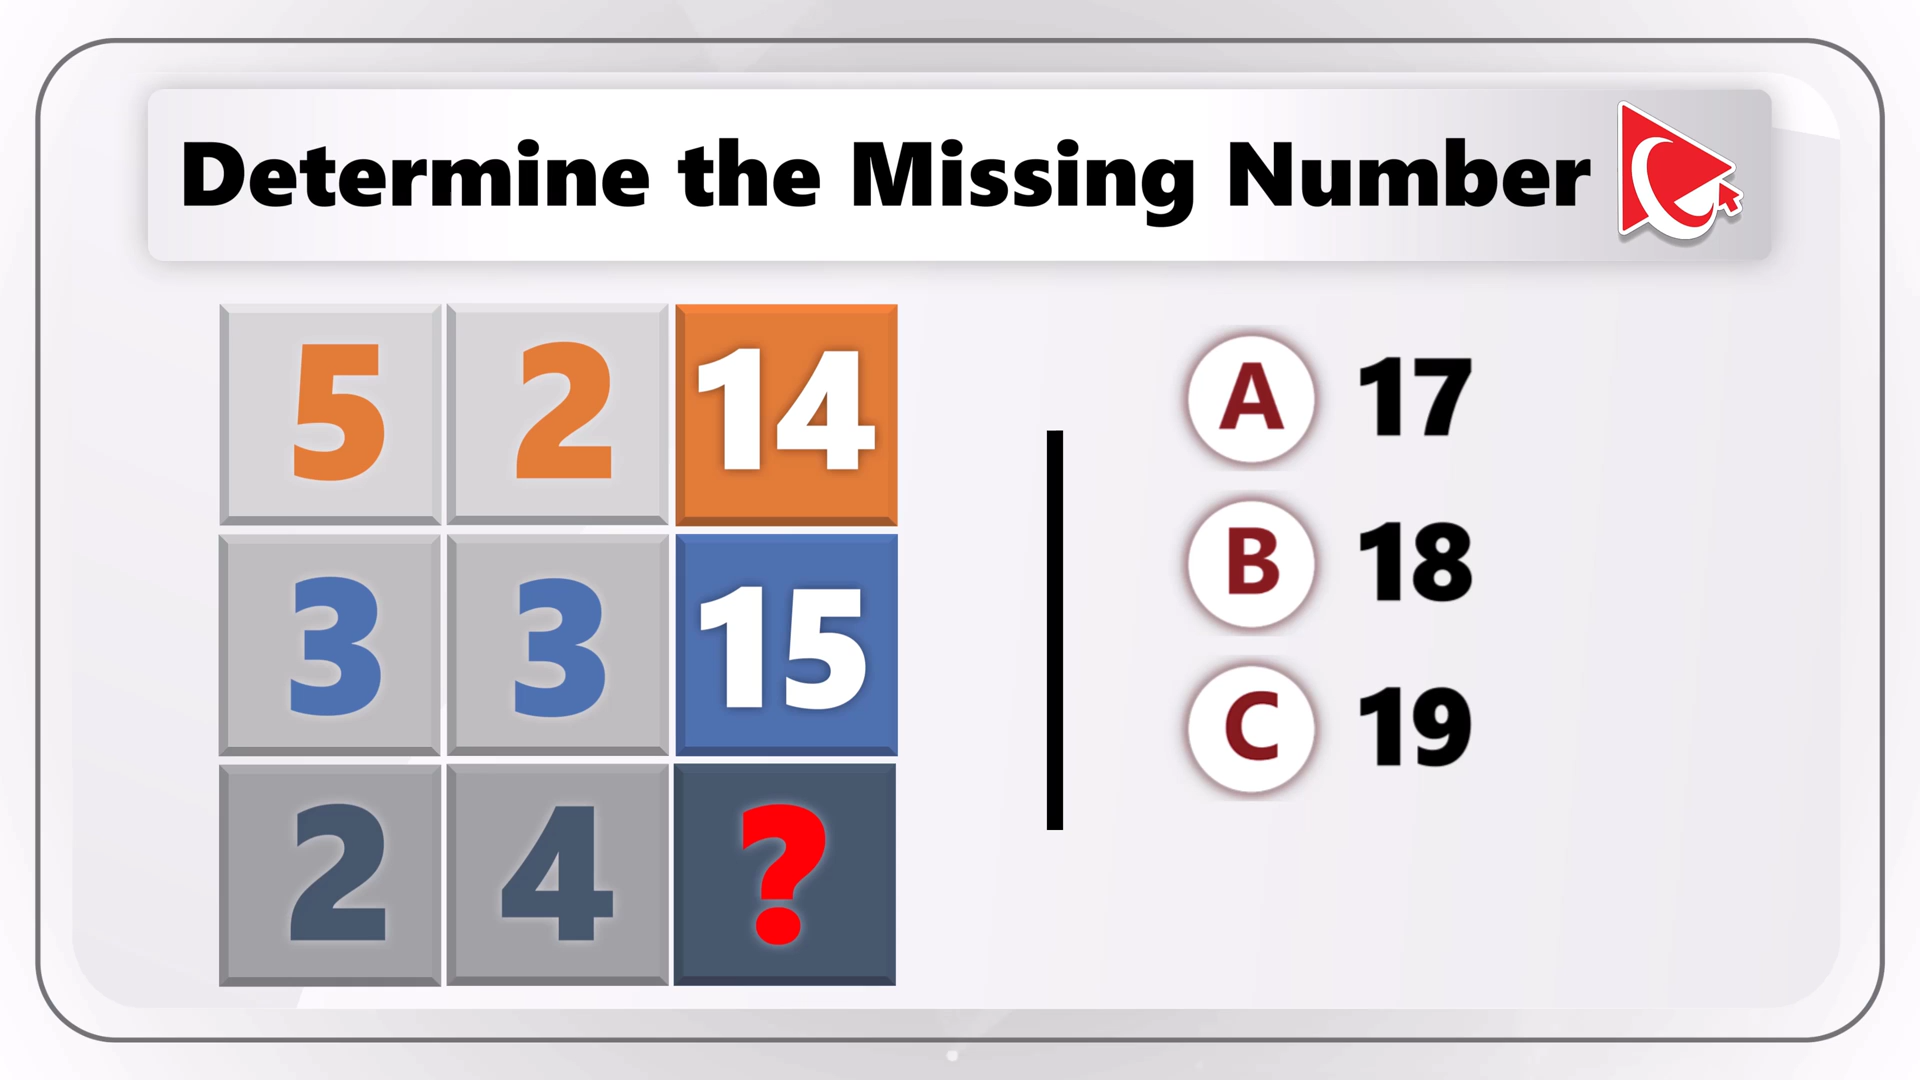 Determine the Missing Number
5 2 14
3 3 15
2 4 ?
A 17
B 18
C 19